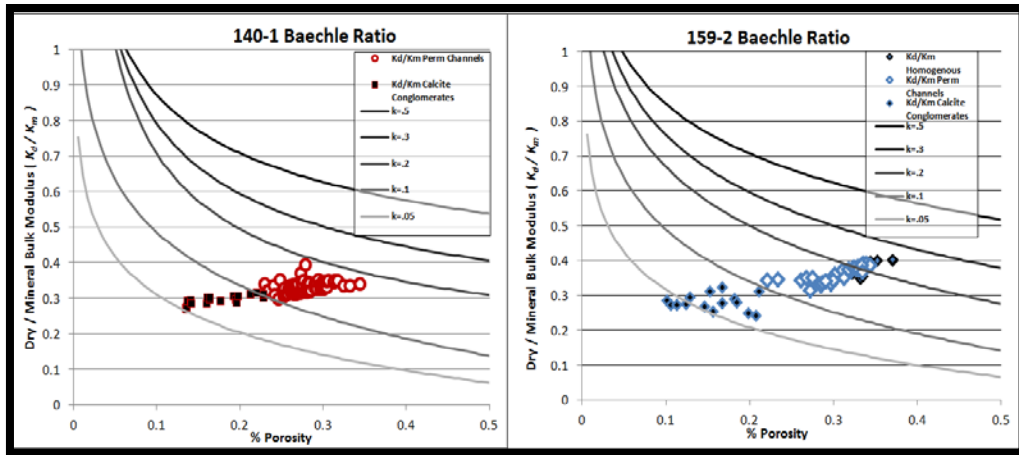 140-1 Baechle Ratio
Dry / Mineral Bulk Modulus ( Kd / Km )
1
0.9
0.8
0.7
0.6
0.5
0.4
0.3
0.2
0.1
0
Kd/Km Perm Channels
Kd/Km Calcite
Conglomerates
k=.5
k=.3
k=.2
k=.1
k=.05
0
0.1
0.2
0.3
0.4
0.5
% Porosity
159-2 Baechle Ratio
Dry / Mineral Bulk Modulus ( Kd / Km )
1
0.9
0.8
0.7
0.6
0.5
0.4
0.3
0.2
0.1
0
Kd/Km
Homogenous
Kd/Km Perm
Channels
Kd/Km Calcite
Conglomerates
k=.5
k=.3
k=.2
k=.1
k=.05
0
0.1
0.2
0.3
0.4
0.5
% Porosity